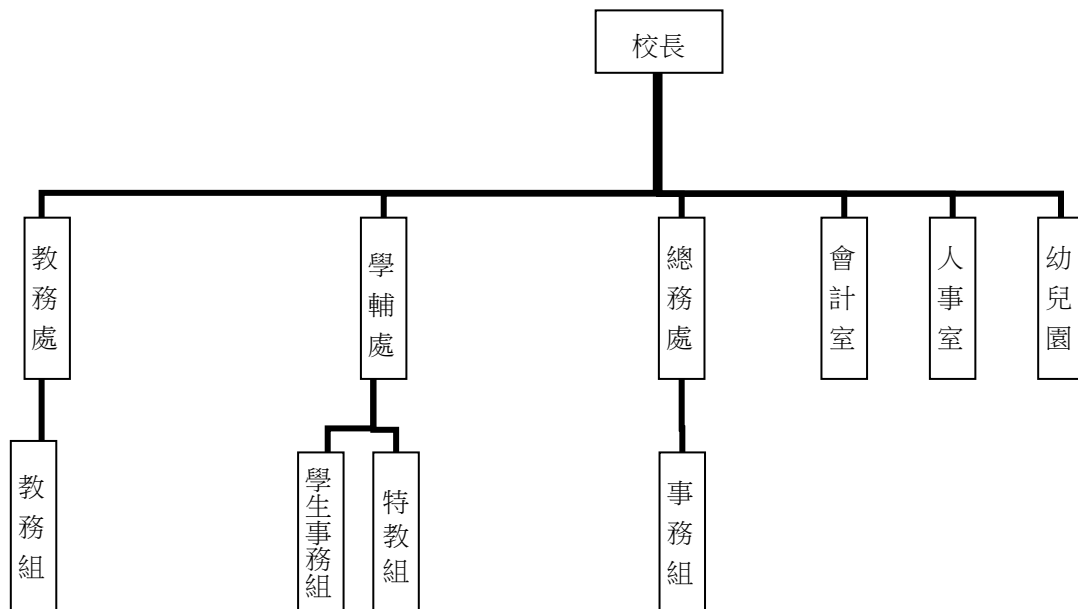 校長
教務處
學輔處
總務處
會計室
人事室
幼兒園
教務組
學生事務組
特教組
事務組